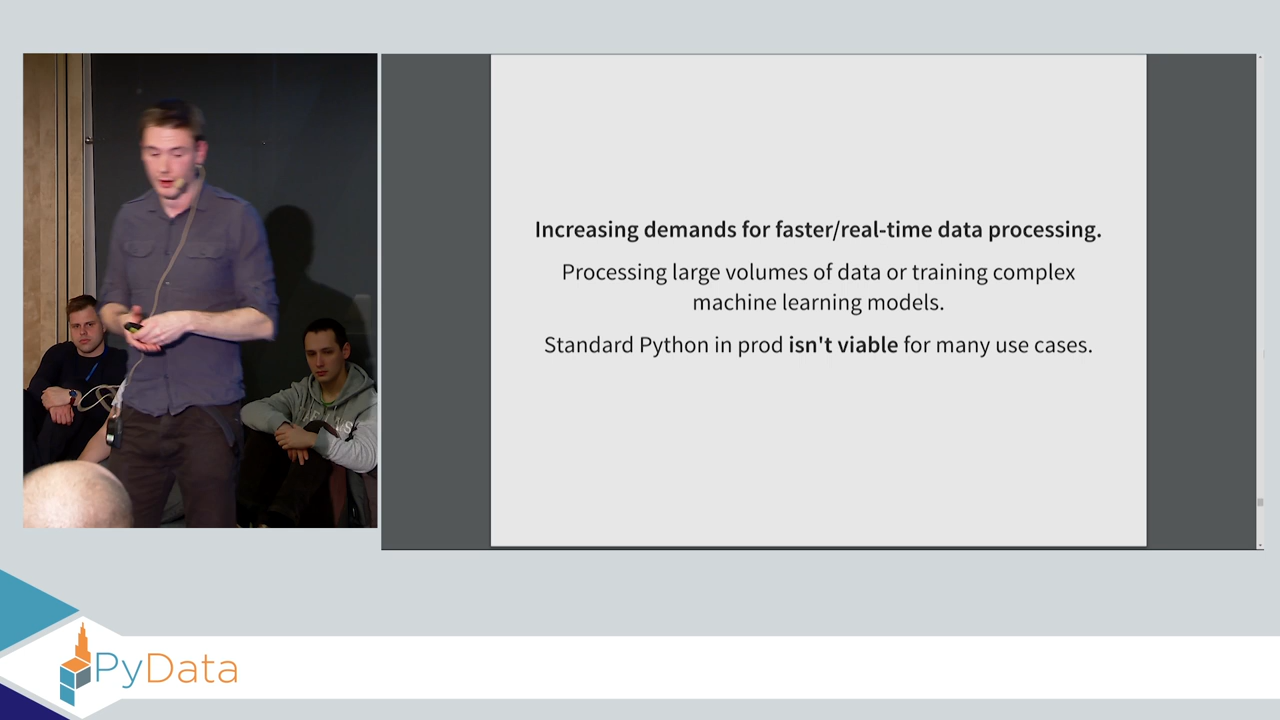 Increasing demands for faster/real-time data processing.
Processing large volumes of data or training complex
machine learning models.
Standard Python in prod isn't viable for many use cases.
PyData